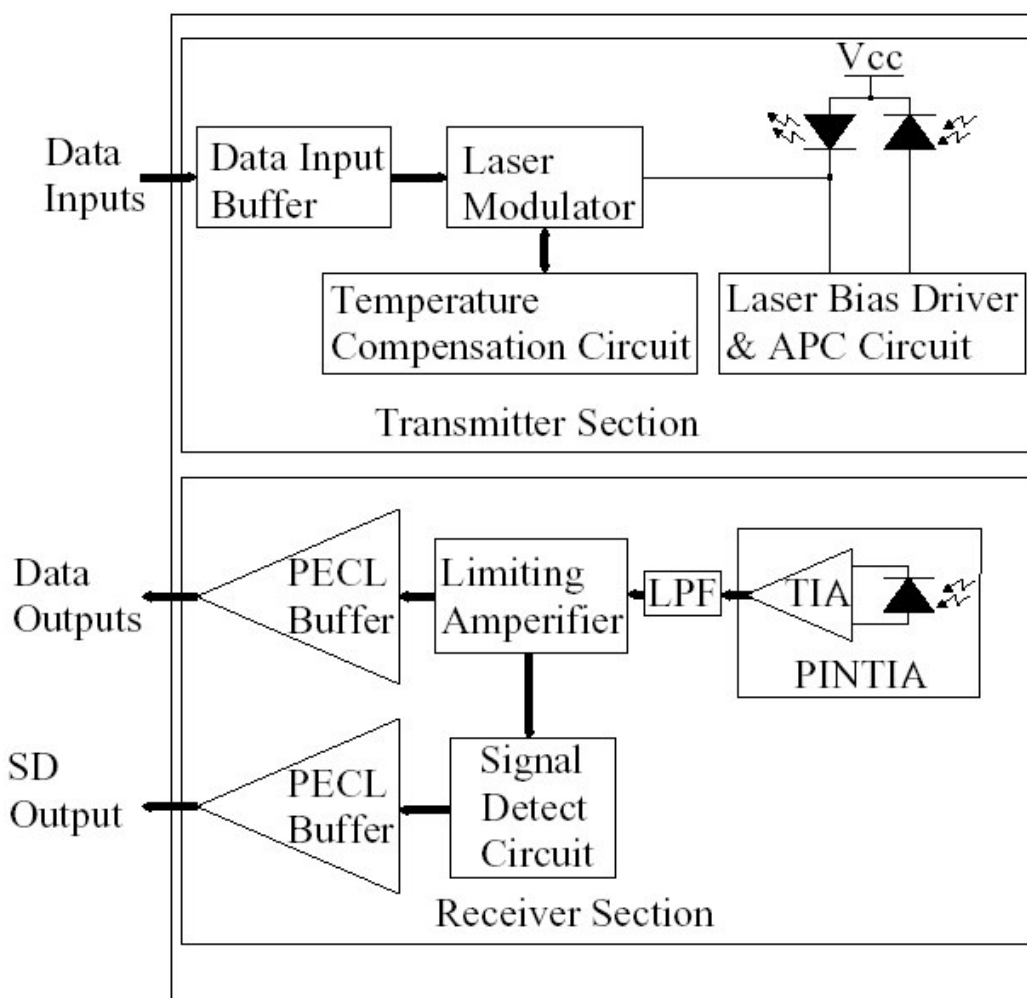 Vcc
Data
Inputs
Data Input
Buffer
Laser
Modulator
Temperature
Compensation Circuit
Laser Bias Driver
& APC Circuit
Transmitter Section
Data
Outputs
PECL
Buffer
Limiting
Amperifier
LPF
TIA
PINTIA
SD
Output
PECL
Buffer
Signal
Detect
Circuit
Receiver Section